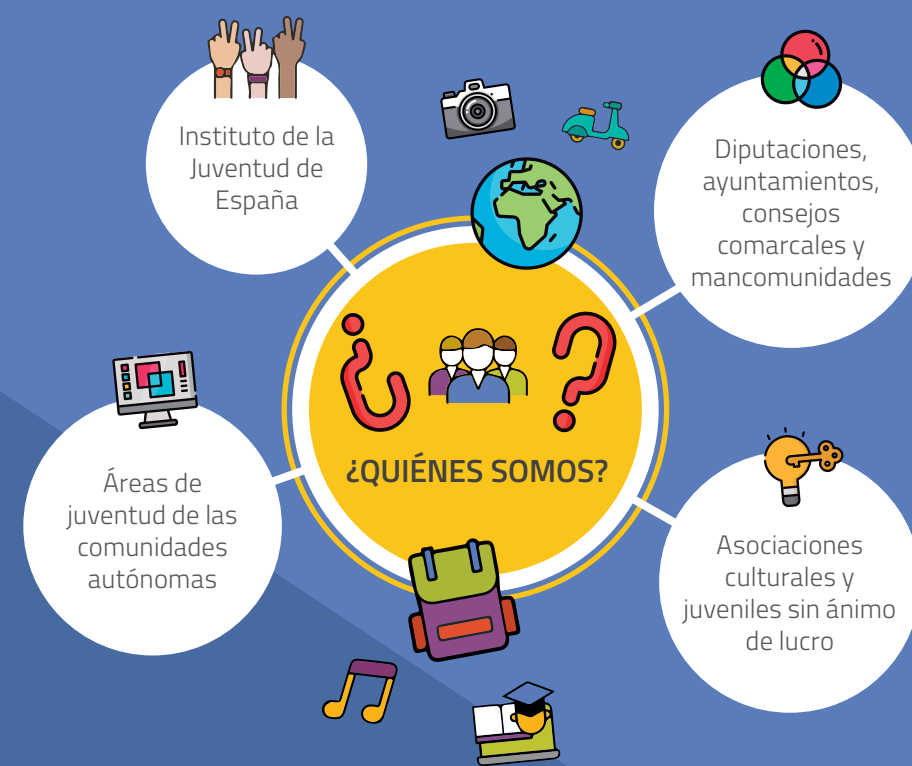 Instituto de la
Juventud de
España
Diputaciones,
ayuntamientos,
consejos
comarcales y
mancomunidades
¿?
¿QUIÉNES SOMOS?
Áreas de
juventud de las
comunidades
autónomas
Asociaciones
culturales y
juveniles sin ánimo
de lucro